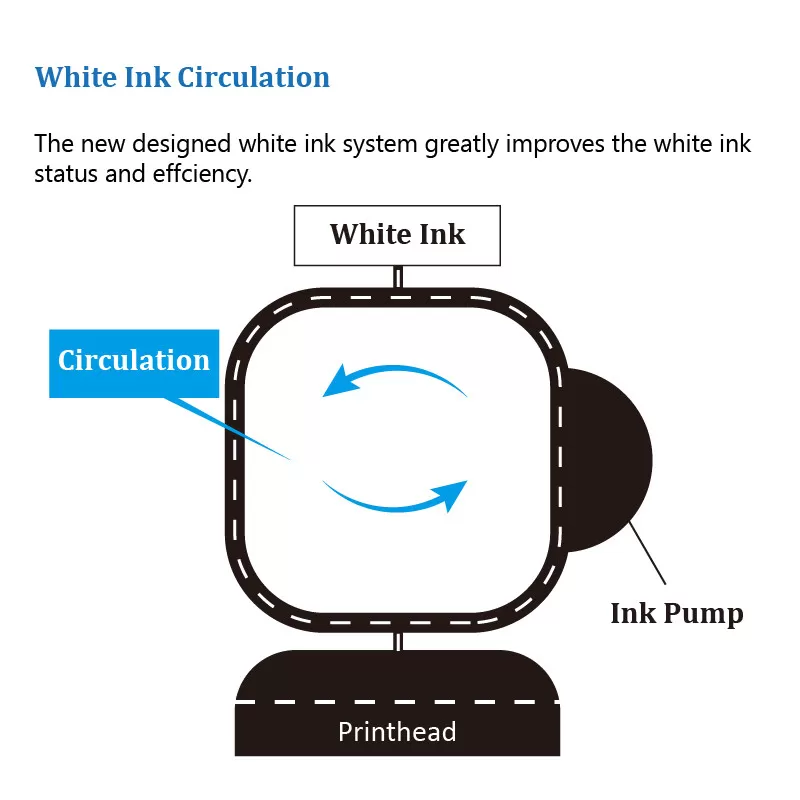 White Ink Circulation
The new designed white ink system greatly improves the white ink
status and effciency.
White Ink
Circulation
Ink Pump
Printhead